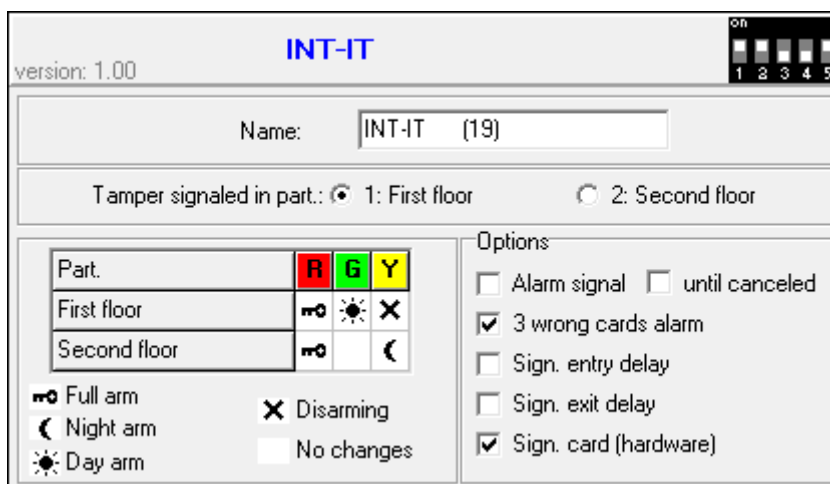 INT-IT
on
version: 1.00
1 2 3 4 5
Name: INT-IT (19)
Tamper signaled in part.: 1: First floor 2: Second floor
Part. R G Y
First floor
Second floor
Full arm
Night arm
Day arm
Disarming
No changes
Options
Alarm signal until canceled
3 wrong cards alarm
Sign. entry delay
Sign. exit delay
Sign. card (hardware)